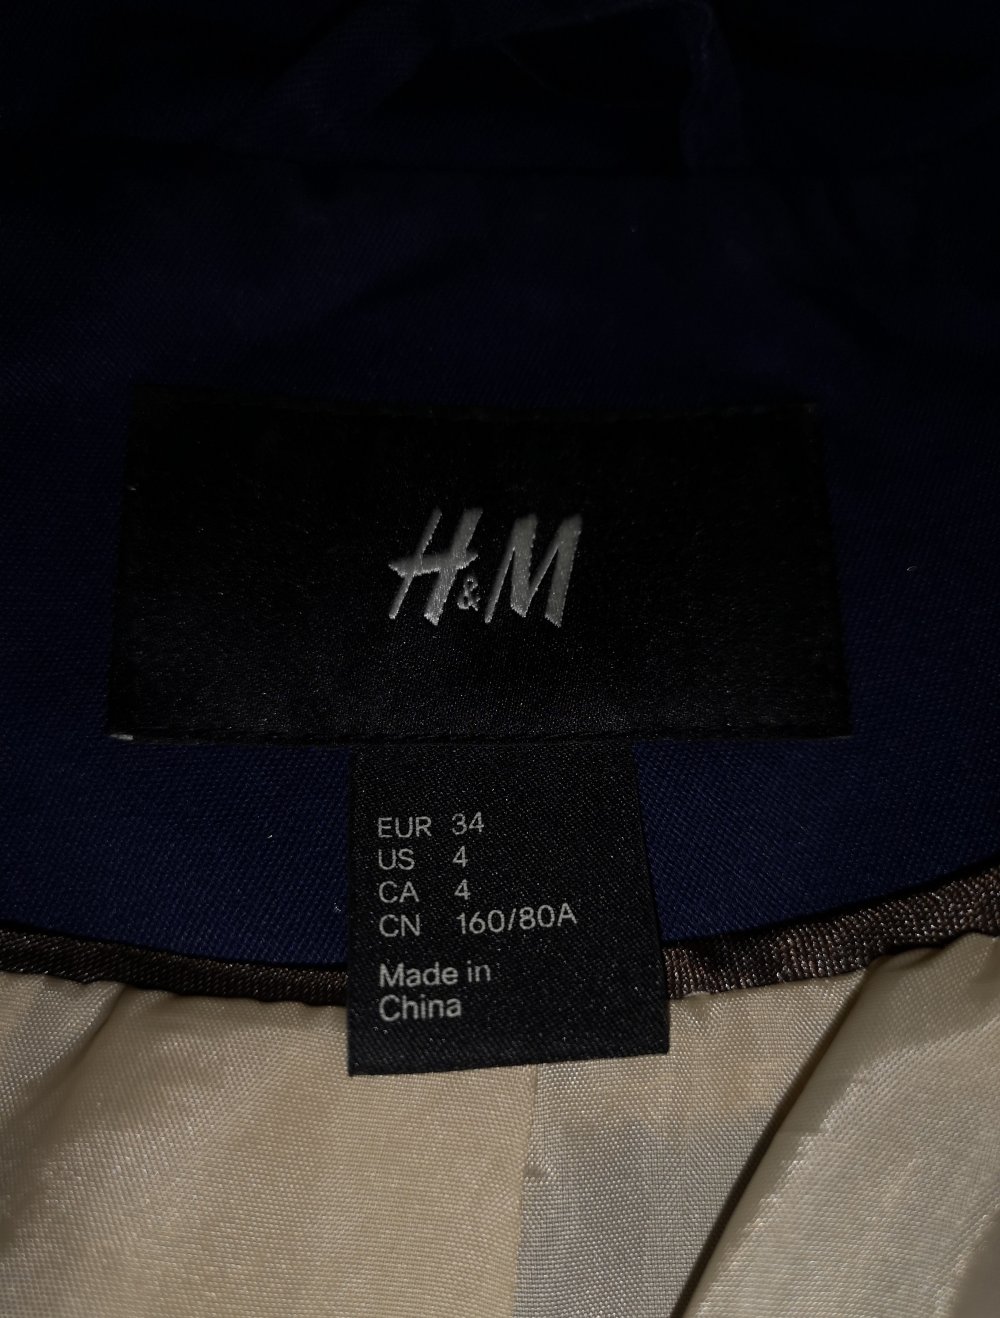 H&M
EUR 34
US 4
CA 4
CN 160/80A
Made in
China